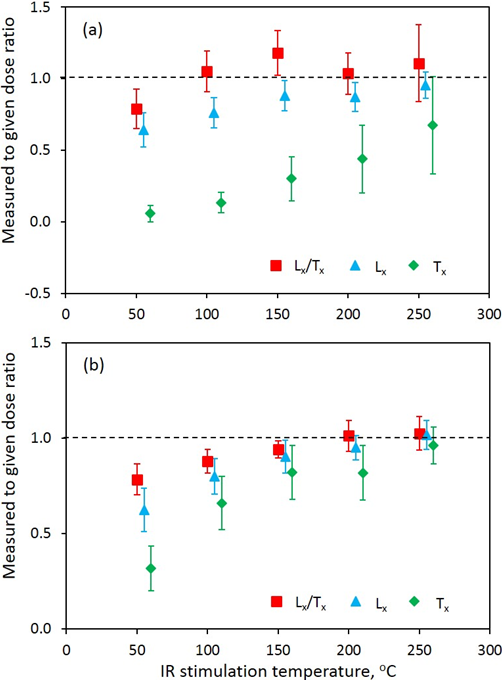 Measured to given dose ratio
(a)
1.5
1.0
0.5
0.0
-0.5
Lx/Tx Lx Tx
0 50 100 150 200 250 300
Measured to given dose ratio
(b)
1.5
1.0
0.5
0.0
Lx/Tx Lx Tx
0 50 100 150 200 250 300
IR stimulation temperature, °C